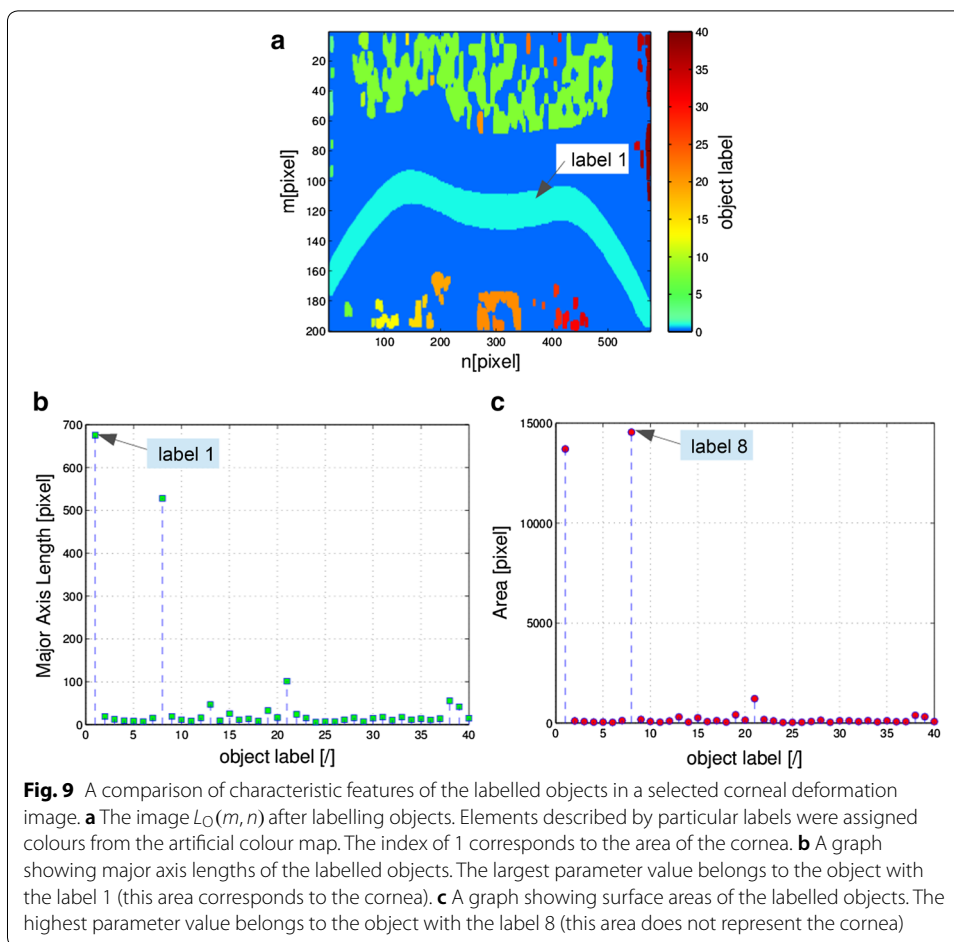 a
20
40
60
80
100
120
140
160
180
200
m[pixel]
100 200 300 400 500
n[pixel]
label 1
40
35
30
25
20
15
10
5
0
object label
b
700
600
500
400
300
200
100
0
Major Axis Length [pixel]
label 1
0 5 10 15 20 25 30 35 40
object label [/]
c
15000
10000
5000
0
Area [pixel]
label 8
0 5 10 15 20 25 30 35 40
object label [/]
Fig. 9 A comparison of characteristic features of the labelled objects in a selected corneal deformation
image. a The image L_O(m, n) after labelling objects. Elements described by particular labels were assigned
colours from the artificial colour map. The index of 1 corresponds to the area of the cornea. b A graph
showing major axis lengths of the labelled objects. The largest parameter value belongs to the object with
the label 1 (this area corresponds to the cornea). c A graph showing surface areas of the labelled objects. The
highest parameter value belongs to the object with the label 8 (this area does not represent the cornea)